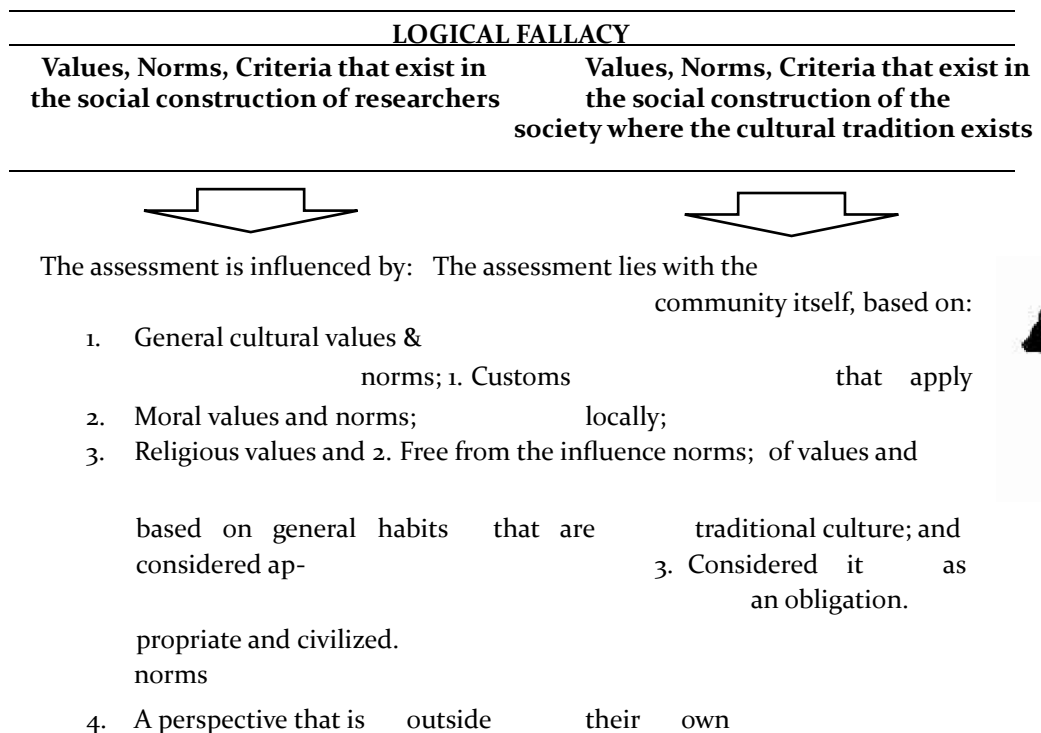 LOGICAL FALLACY
Values, Norms, Criteria that exist in
the social construction of researchers
Values, Norms, Criteria that exist in
the social construction of the
society where the cultural tradition exists
The assessment is influenced by: The assessment lies with the
community itself, based on:
1. General cultural values &
norms; 1. Customs that apply
2. Moral values and norms; locally;
3. Religious values and 2. Free from the influence norms; of values and
based on general habits that are traditional culture; and
considered ap- 3. Considered it as
an obligation.
propriate and civilized.
norms
4. A perspective that is outside their own